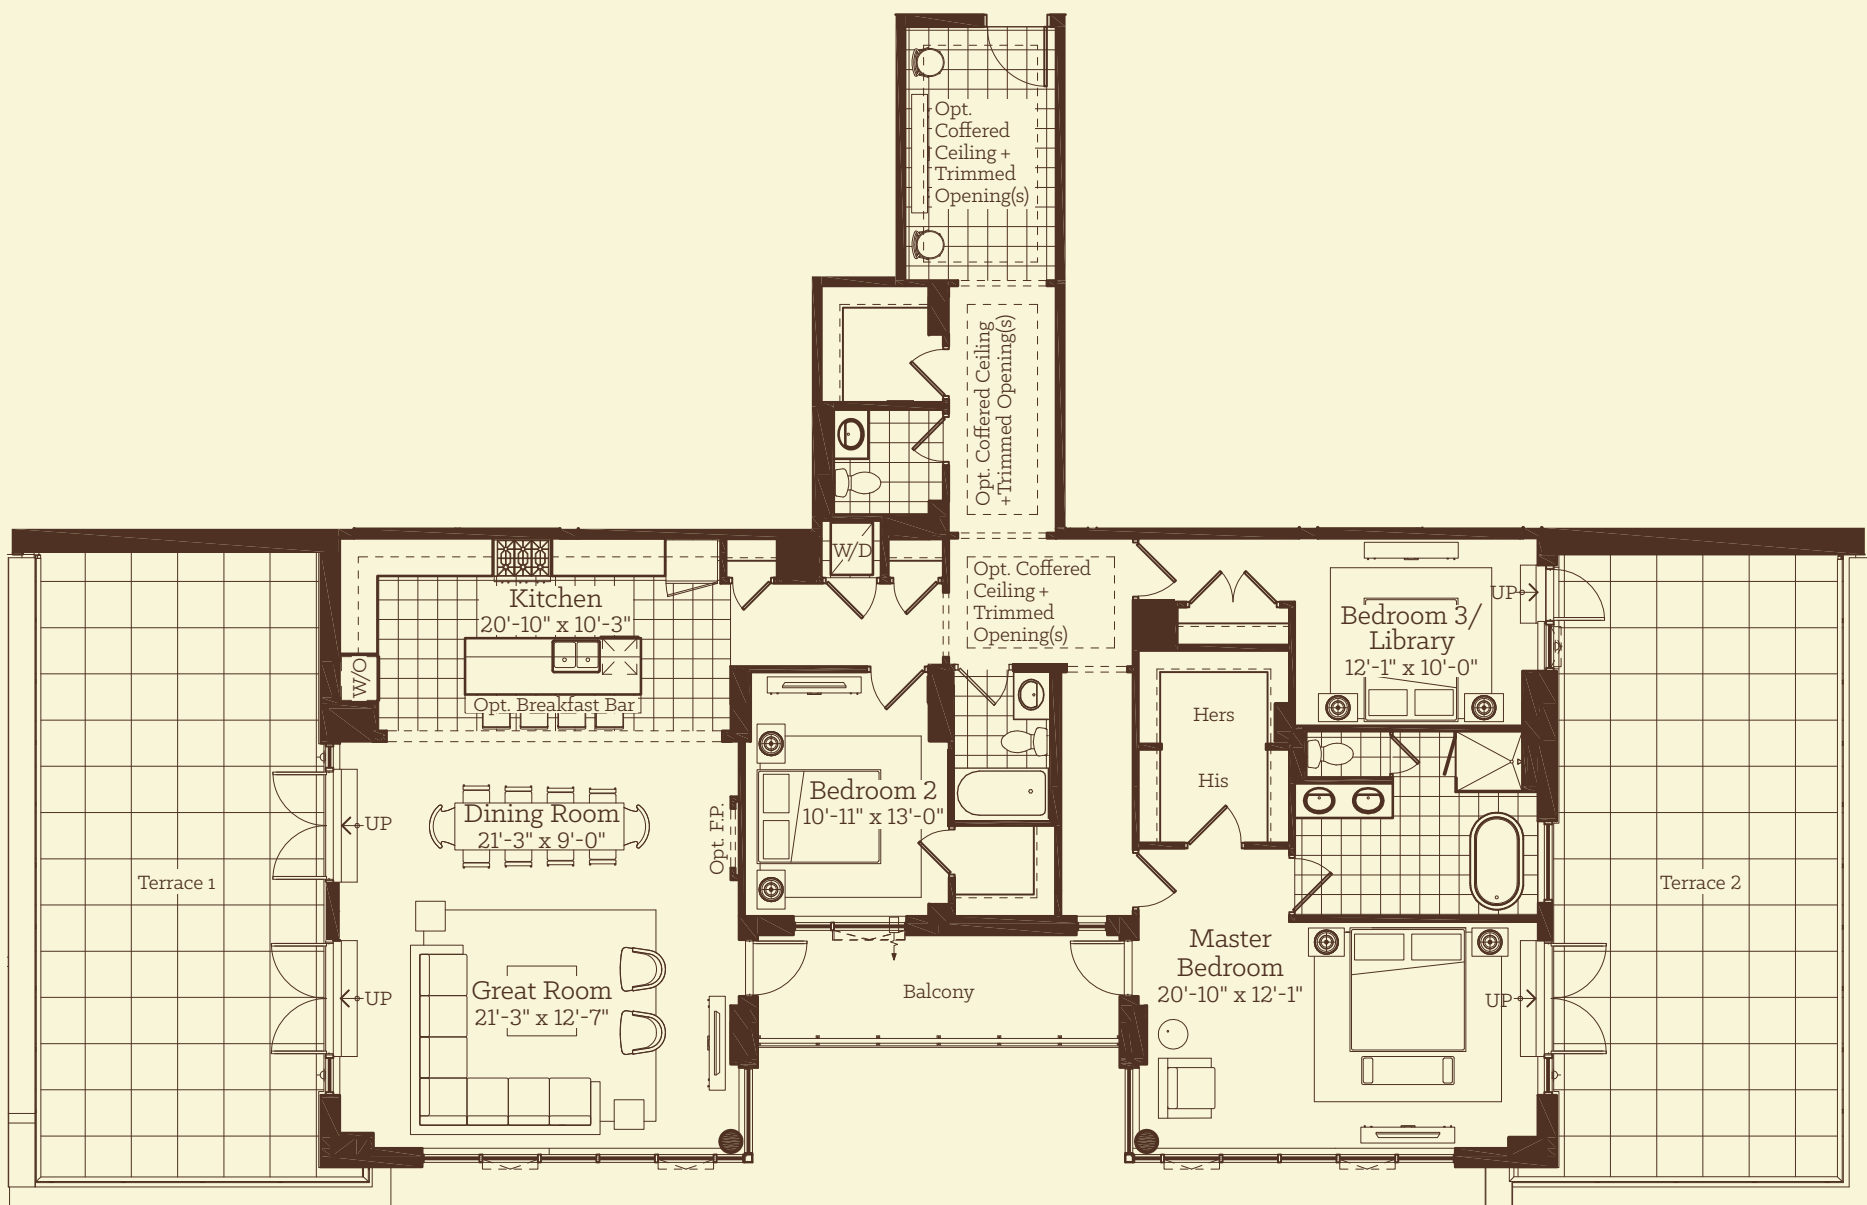 Opt.
Coffered
Ceiling +
Trimmed
Opening(s)
Opt. Coffered Ceiling
+Trimmed Opening(s)
W/D
Opt. Coffered
Ceiling +
Trimmed
Opening(s)
Kitchen
20'-10" x 10'-3"
W/O
Opt. Breakfast Bar
Bedroom 3/
Library
12'-1" x 10'-0"
UP
Hers
His
Bedroom 2
10'-11" x 13'-0"
Opt. F.P.
Dining Room
21'-3" x 9'-0"
UP
Terrace 1
Terrace 2
Great Room
21'-3" x 12'-7"
UP
Balcony
Master
Bedroom
20'-10" x 12'-1"
UP